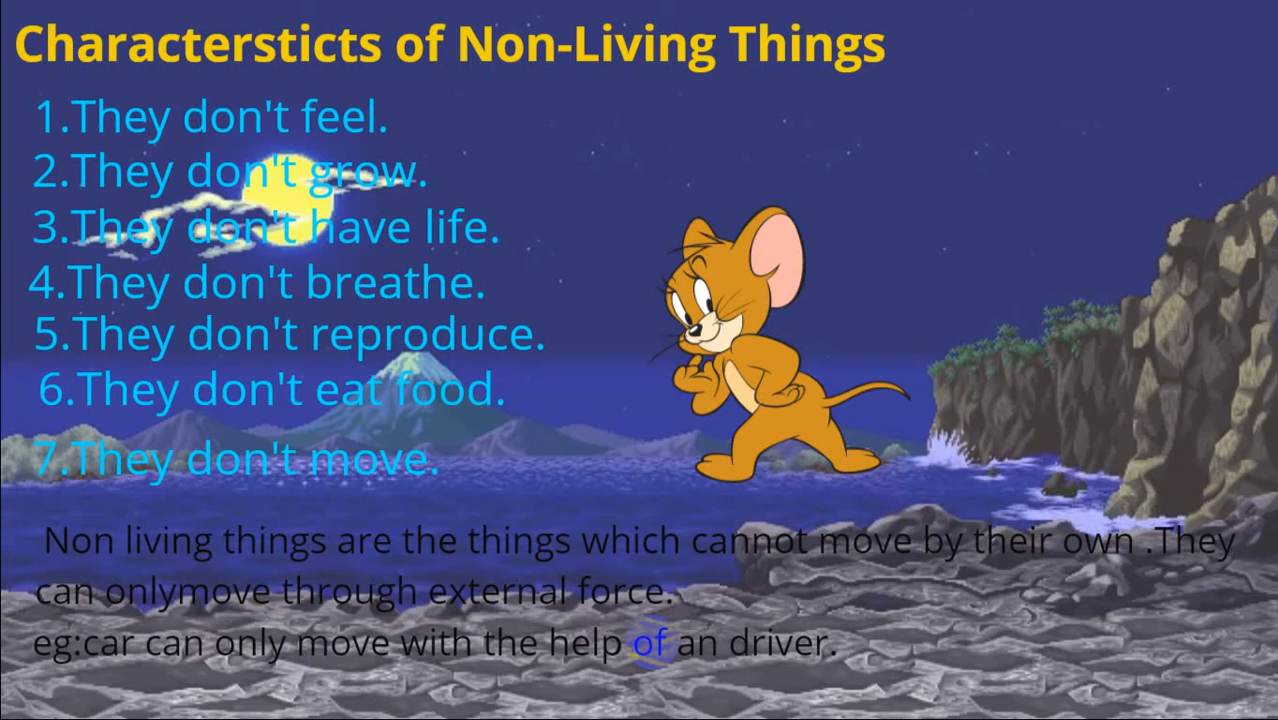 Charactersticts of Non-Living Things
1.They don't feel.
2.They don't grow.
3.They don't have life.
4.They don't breathe.
5.They don't reproduce.
6.They don't eat food.
7.They don't move.
Non living things are the things which cannot move by their own .They
can onlymove through external force.
eg:car can only move with the help of an driver.